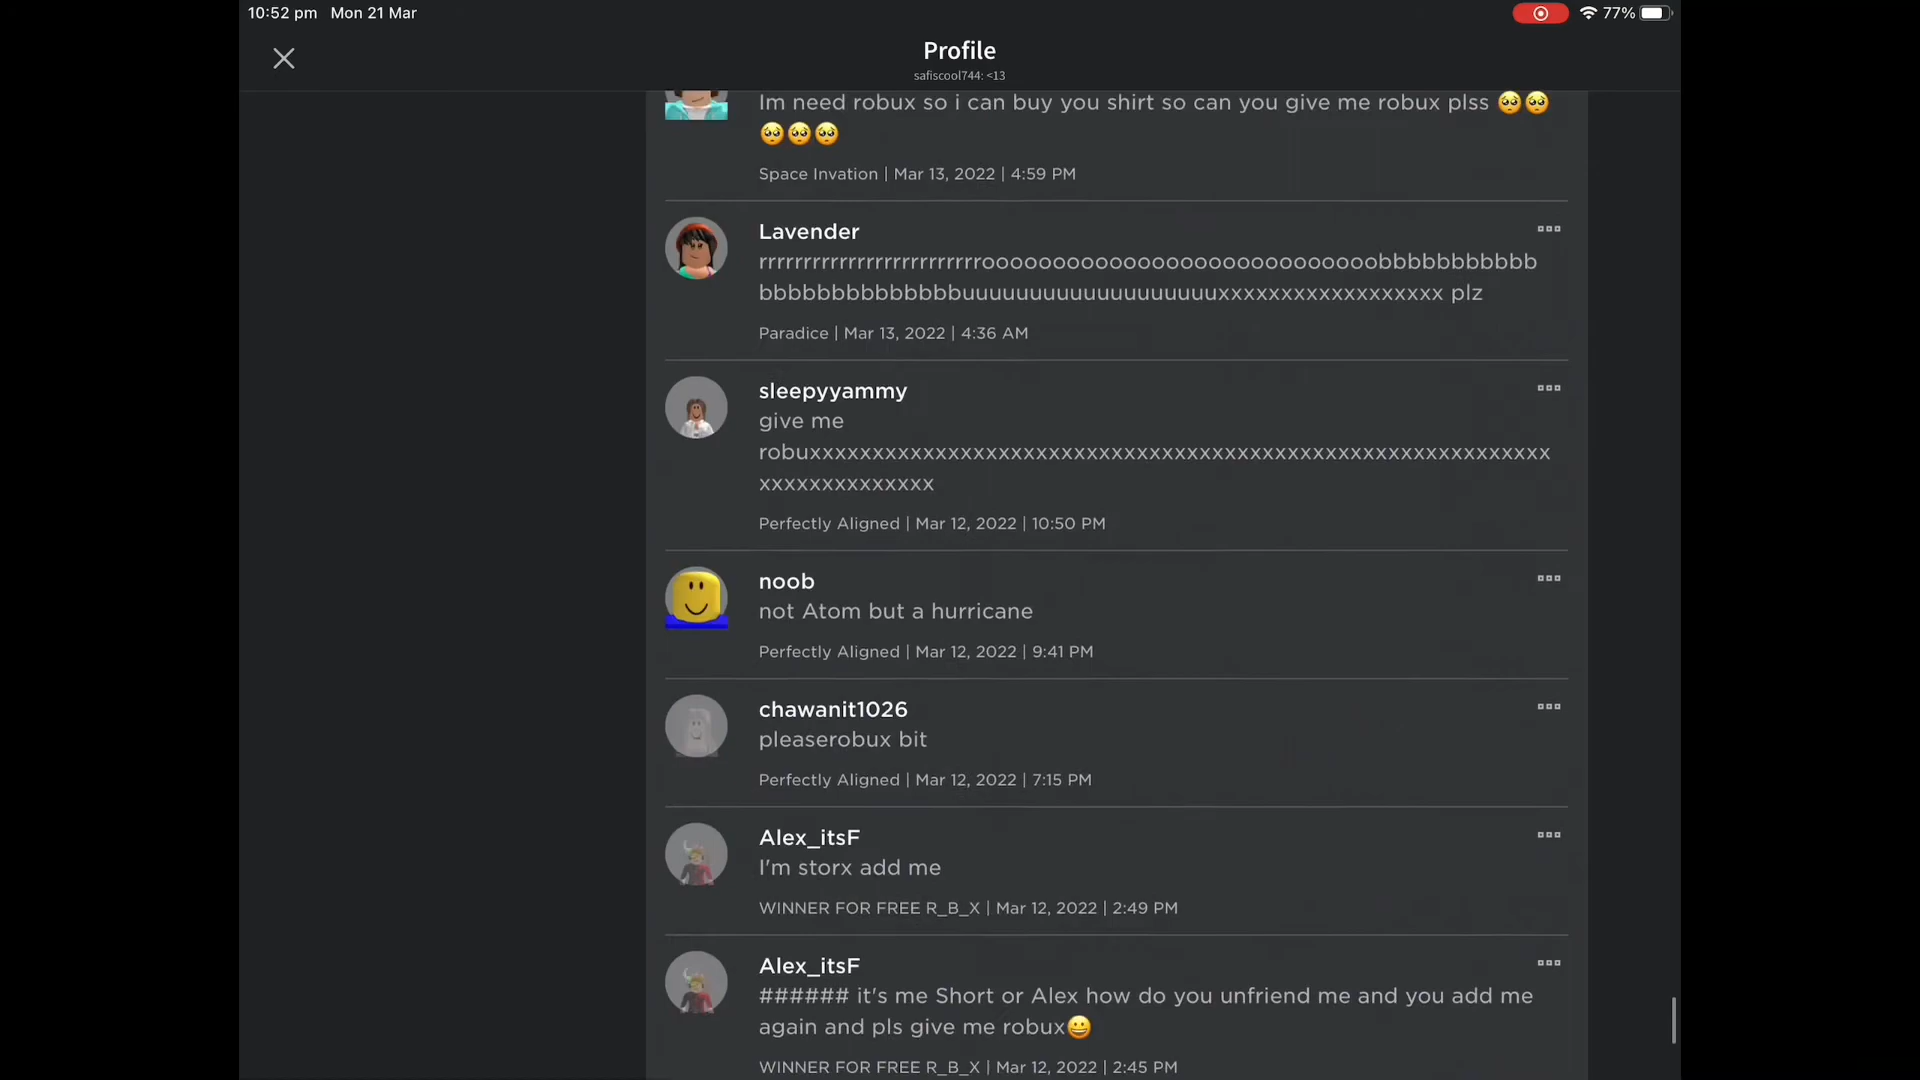 10:52 pm Mon 21 Mar
77%
Profile
safiscool744: <13
Im need robux so i can buy you shirt so can you give me robux plss 🥺🥺
🥺🥺🥺
Space Invation | Mar 13, 2022 | 4:59 PM
Lavender
rrrrrrrrrrrrrrrrrrrrrrrrroooooooooooooooooooooooooooobbbbbbbbbbb
bbbbbbbbbbbbbbuuuuuuuuuuuuuuuuuuuxxxxxxxxxxxxxxxxxx plz
Paradice | Mar 13, 2022 | 4:36 AM
sleepyyammy
give me
robuxxxxxxxxxxxxxxxxxxxxxxxxxxxxxxxxxxxxxxxxxxxxxxxxxxxxxxxxxxx
xxxxxxxxxxxxxx
Perfectly Aligned | Mar 12, 2022 | 10:50 PM
noob
not Atom but a hurricane
Perfectly Aligned | Mar 12, 2022 | 9:41 PM
chawanit1026
pleaserobux bit
Perfectly Aligned | Mar 12, 2022 | 7:15 PM
Alex_itsF
I'm storx add me
WINNER FOR FREE R_B_X | Mar 12, 2022 | 2:49 PM
Alex_itsF
###### it's me Short or Alex how do you unfriend me and you add me
again and pls give me robux😀
WINNER FOR FREE R_B_X | Mar 12, 2022 | 2:45 PM